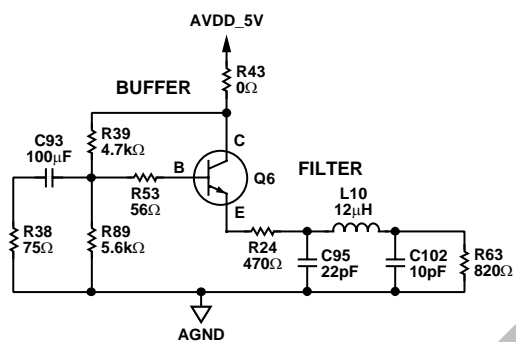 AVDD_5V
R43
0Ω
BUFFER
C
C93
100μF
R39
4.7kΩ
B
Q6
FILTER
R53
56Ω
L10
12μH
E
R38
75Ω
R89
5.6kΩ
R24
470Ω
C95
22pF
C102
10pF
R63
820Ω
AGND